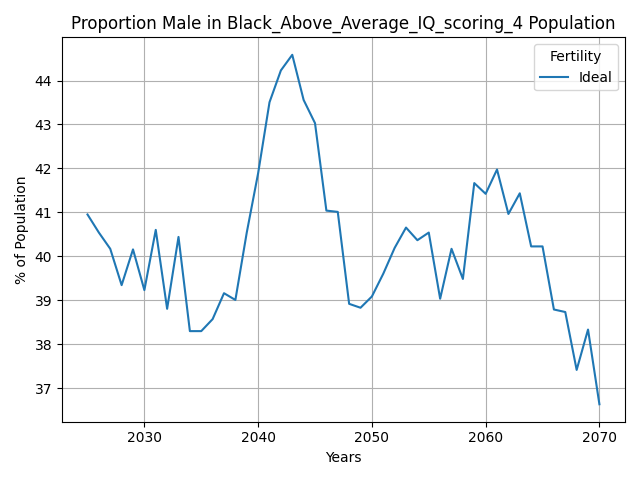 Proportion Male in Black_Above_Average_IQ_scoring_4 Population
Fertility
Ideal
% of Population
44
43
42
41
40
39
38
37
2030 2040 2050 2060 2070
Years